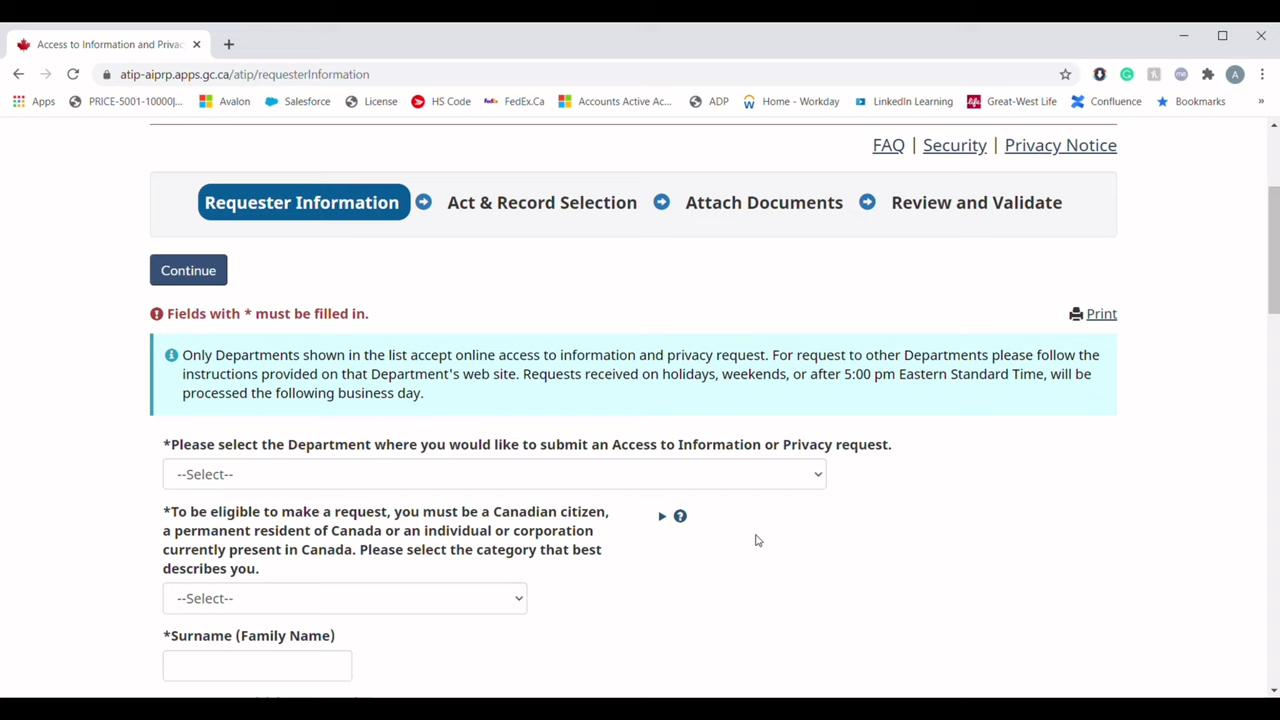 Access to Information and Privac
atip-aiprp.apps.gc.ca/atip/requesterInformation
A
Apps
PRICE-5001-10000|...
Avalon
Salesforce
License
HS Code
FedEx.Ca
Accounts Active Ac...
ADP
Home - Workday
LinkedIn Learning
Great-West Life
Confluence
Bookmarks
»
FAQ | Security | Privacy Notice
Requester Information
Act & Record Selection
Attach Documents
Review and Validate
Continue
Fields with * must be filled in.
Print
Only Departments shown in the list accept online access to information and privacy request. For request to other Departments please follow the
instructions provided on that Department's web site. Requests received on holidays, weekends, or after 5:00 pm Eastern Standard Time, will be
processed the following business day.
*Please select the Department where you would like to submit an Access to Information or Privacy request.
--Select--
*To be eligible to make a request, you must be a Canadian citizen,
a permanent resident of Canada or an individual or corporation
currently present in Canada. Please select the category that best
describes you.
--Select--
*Surname (Family Name)